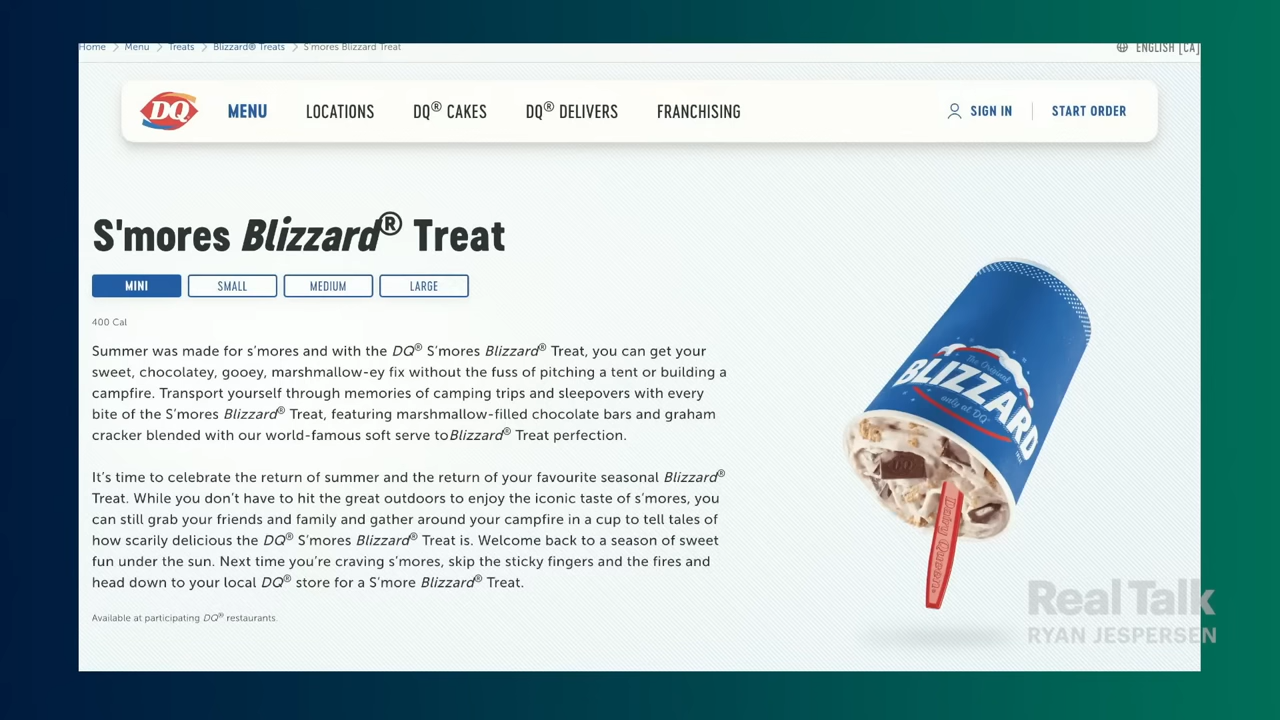 Home > Menu > Treats > Blizzard® Treats > S'mores Blizzard Treat
ENGLISH [CA]
DQ
MENU
LOCATIONS
DQ® CAKES
DQ® DELIVERS
FRANCHISING
SIGN IN
START ORDER
S'mores Blizzard® Treat
MINI
SMALL
MEDIUM
LARGE
400 Cal
Summer was made for s'mores and with the DQ® S'mores Blizzard® Treat, you can get your
sweet, chocolatey, gooey, marshmallow-ey fix without the fuss of pitching a tent or building a
campfire. Transport yourself through memories of camping trips and sleepovers with every
bite of the S'mores Blizzard® Treat, featuring marshmallow-filled chocolate bars and graham
cracker blended with our world-famous soft serve toBlizzard® Treat perfection.
It's time to celebrate the return of summer and the return of your favourite seasonal Blizzard®
Treat. While you don't have to hit the great outdoors to enjoy the iconic taste of s'mores, you
can still grab your friends and family and gather around your campfire in a cup to tell tales of
how scarily delicious the DQ® S'mores Blizzard® Treat is. Welcome back to a season of sweet
fun under the sun. Next time you're craving s'mores, skip the sticky fingers and the fires and
head down to your local DQ® store for a S'more Blizzard® Treat.
Available at participating DQ® restaurants.
The Original
BLIZZARD
only at DQ®
Dairy Queen
Real Talk
RYAN JESPERSEN